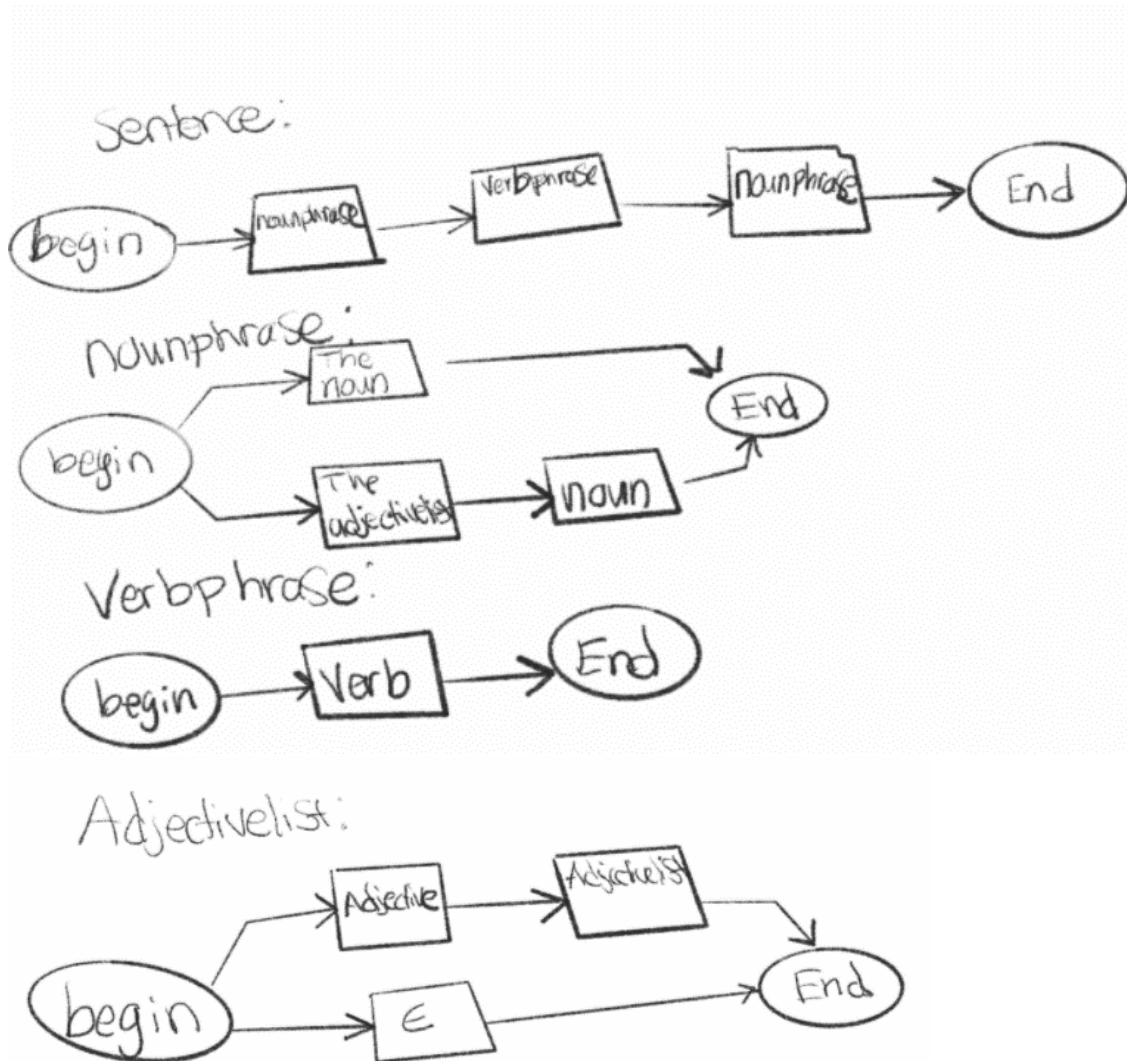 Sentence:
begin
nounphrase
verbphrase
nounphrase
End
nounphrase:
begin
The
noun
The
adjectivelist
noun
End
Verbphrase:
begin
Verb
End
Adjectivelist:
begin
Adjective
Adjectivelist
ϵ
End